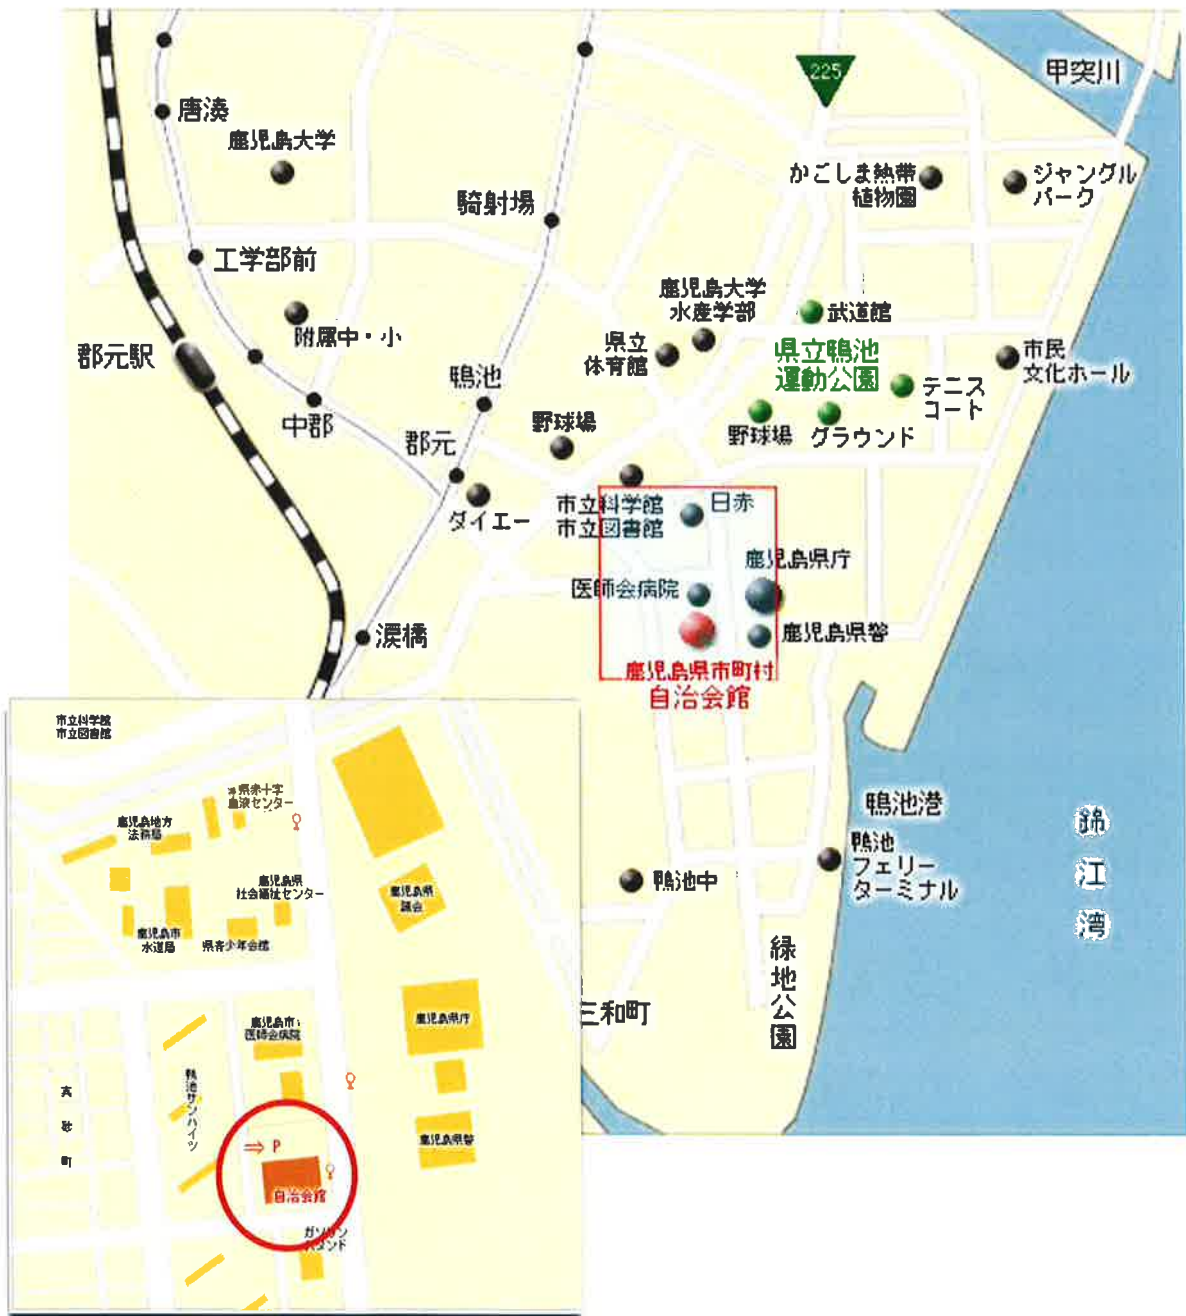 225
甲突川
唐湊
鹿児島大学
かごしま熱帯
植物園
ジャングル
パーク
騎射場
工学部前
鹿児島大学
水産学部
武道館
附属中・小
県立
体育館
郡元駅
県立鴨池
運動公園
市民
文化ホール
鴨池
テニス
コート
中郡
野球場
野球場
グラウンド
郡元
ダイエー
市立科学館
市立図書館
日赤
鹿児島県庁
医師会病院
涙橋
鹿児島県警
鹿児島県市町村
自治会館
鴨池港
鴨池
フェリー
ターミナル
錦江湾
鴨池中
緑地公園
三和町
市立科学館
市立図書館
県赤十字
血液センター
鹿児島地方
法務局
鹿児島県
社会福祉センター
鹿児島県
議会
鹿児島市
水道局
県青少年会館
鹿児島市
医師会病院
鹿児島県庁
鴨池サンハイツ
真砂町
鹿児島県警
⇒ P
自治会館
ガソリン
スタンド